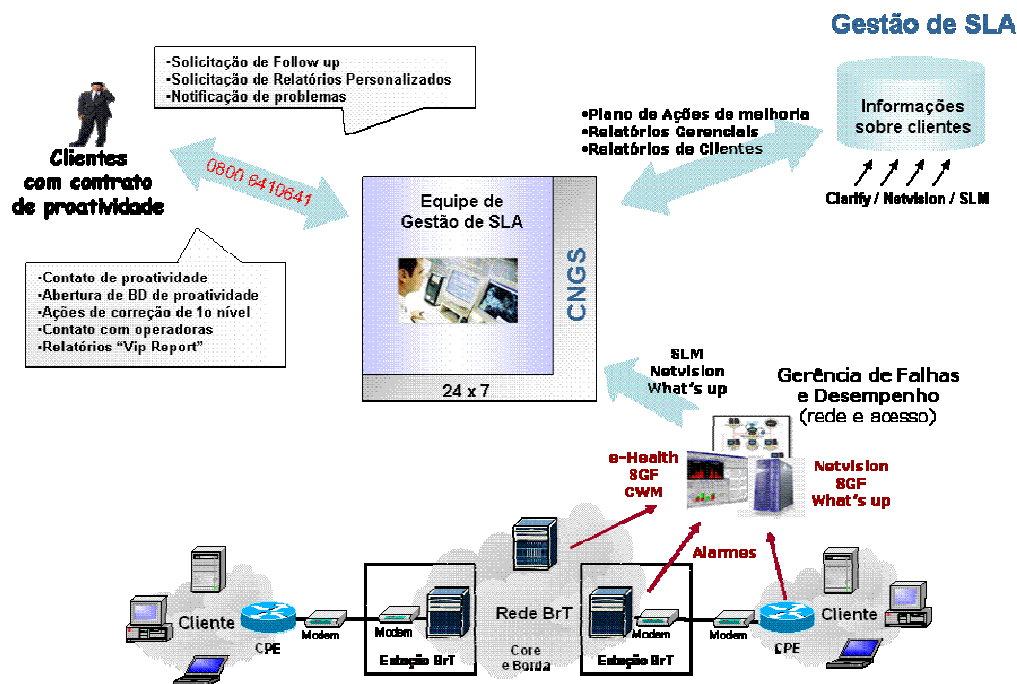 Gestão de SLA
-Solicitação de Follow up
-Solicitação de Relatórios Personalizados
-Notificação de problemas
Clientes
com contrato
de proatividade
0800 6410641
•Plano de Ações de melhoria
•Relatórios Gerenciais
•Relatórios de Clientes
Informações
sobre clientes
Clarify / Netvision / SLM
Equipe de
Gestão de SLA
CNGS
24 x 7
-Contato de proatividade
-Abertura de BD de proatividade
-Ações de correção de 1o nível
-Contato com operadoras
-Relatórios “Vip Report”
SLM
Netvision
What's up
Gerência de Falhas
e Desempenho
(rede e acesso)
e-Health
SGF
CWM
Netvision
SGF
What's up
Alarmes
Cliente
CPE
Modem
Modem
Estação BrT
Rede BrT
Core
e Borda
Modem
Estação BrT
Modem
CPE
Cliente